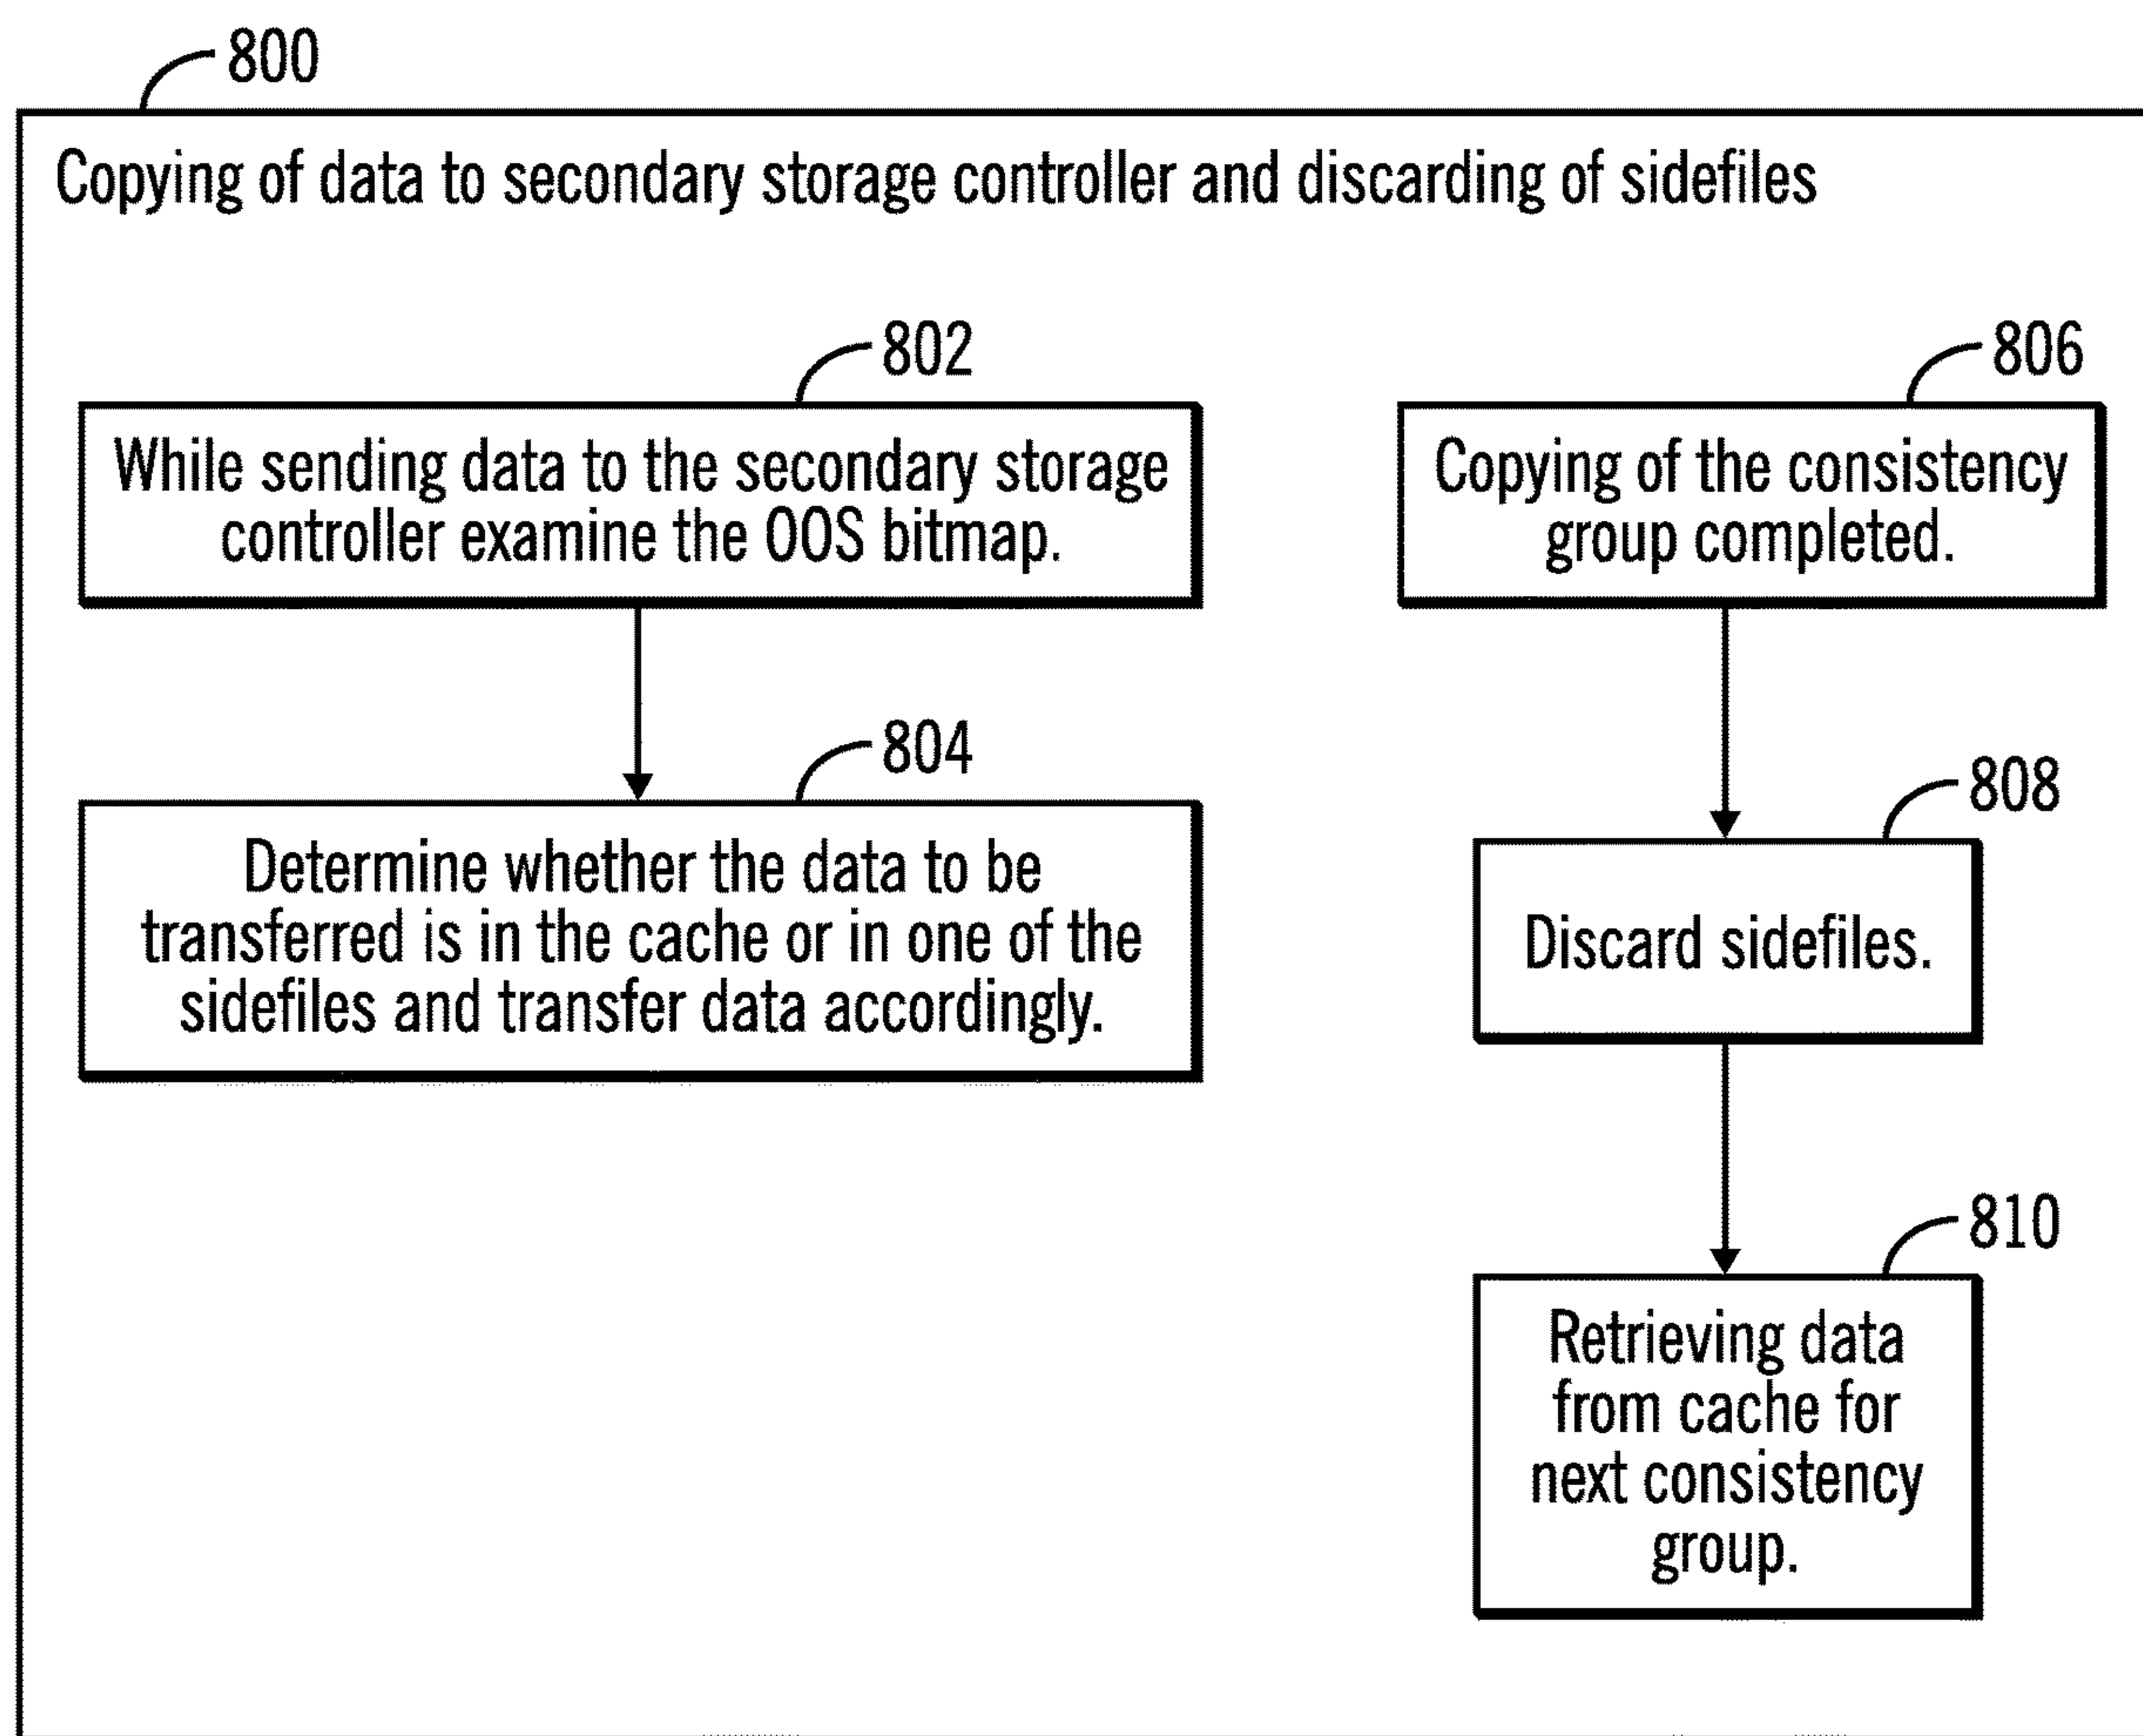 800
Copying of data to secondary storage controller and discarding of sidefiles
802
While sending data to the secondary storage
controller examine the OOS bitmap.
804
Determine whether the data to be
transferred is in the cache or in one of the
sidefiles and transfer data accordingly.
806
Copying of the consistency
group completed.
808
Discard sidefiles.
810
Retrieving data
from cache for
next consistency
group.